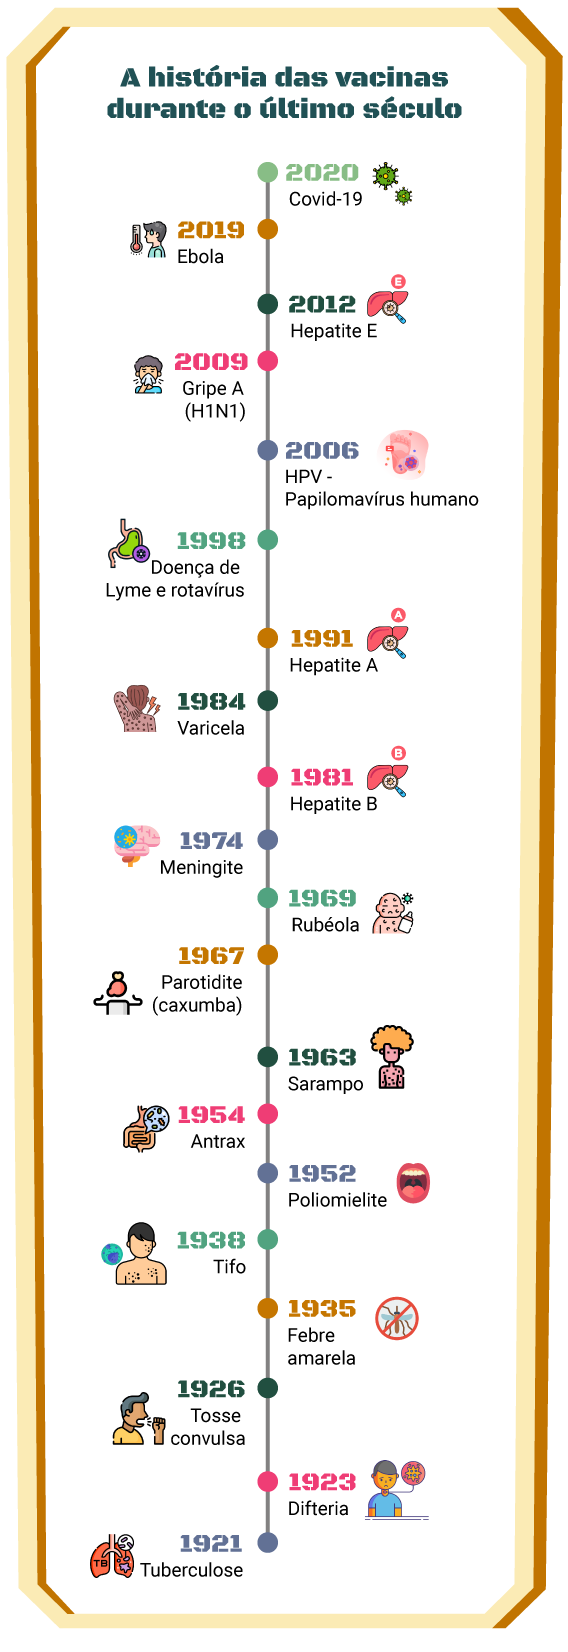 A história das vacinas
durante o último século
2020
Covid-19
2019
Ebola
E
2012
Hepatite E
2009
Gripe A
(H1N1)
2006
HPV -
Papilomavírus humano
1998
Doença de
Lyme e rotavírus
A
1991
Hepatite A
1984
Varicela
B
1981
Hepatite B
1974
Meningite
1969
Rubéola
1967
Parotidite
(caxumba)
1963
Sarampo
1954
Antrax
1952
Poliomielite
1938
Tifo
1935
Febre
amarela
1926
Tosse
convulsa
1923
Difteria
1921
TB
Tuberculose